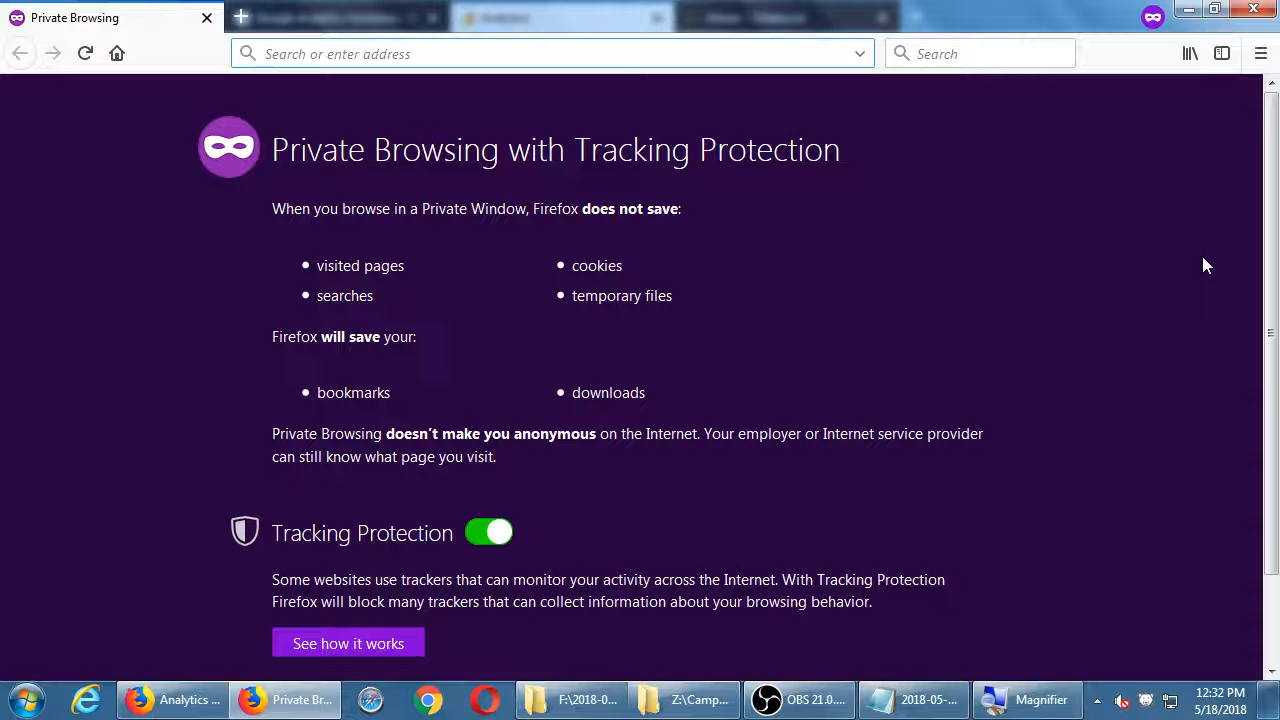 Private Browsing
Search or enter address
Search
Private Browsing with Tracking Protection
When you browse in a Private Window, Firefox does not save:
visited pages
cookies
searches
temporary files
Firefox will save your:
bookmarks
downloads
Private Browsing doesn’t make you anonymous on the Internet. Your employer or Internet service provider
can still know what page you visit.
Tracking Protection
Some websites use trackers that can monitor your activity across the Internet. With Tracking Protection
Firefox will block many trackers that can collect information about your browsing behavior.
See how it works
Analytics ...
Private Br...
F:\2018-0...
Z:\Camp...
OBS 21.0....
2018-05-...
Magnifier
12:32 PM
5/18/2018